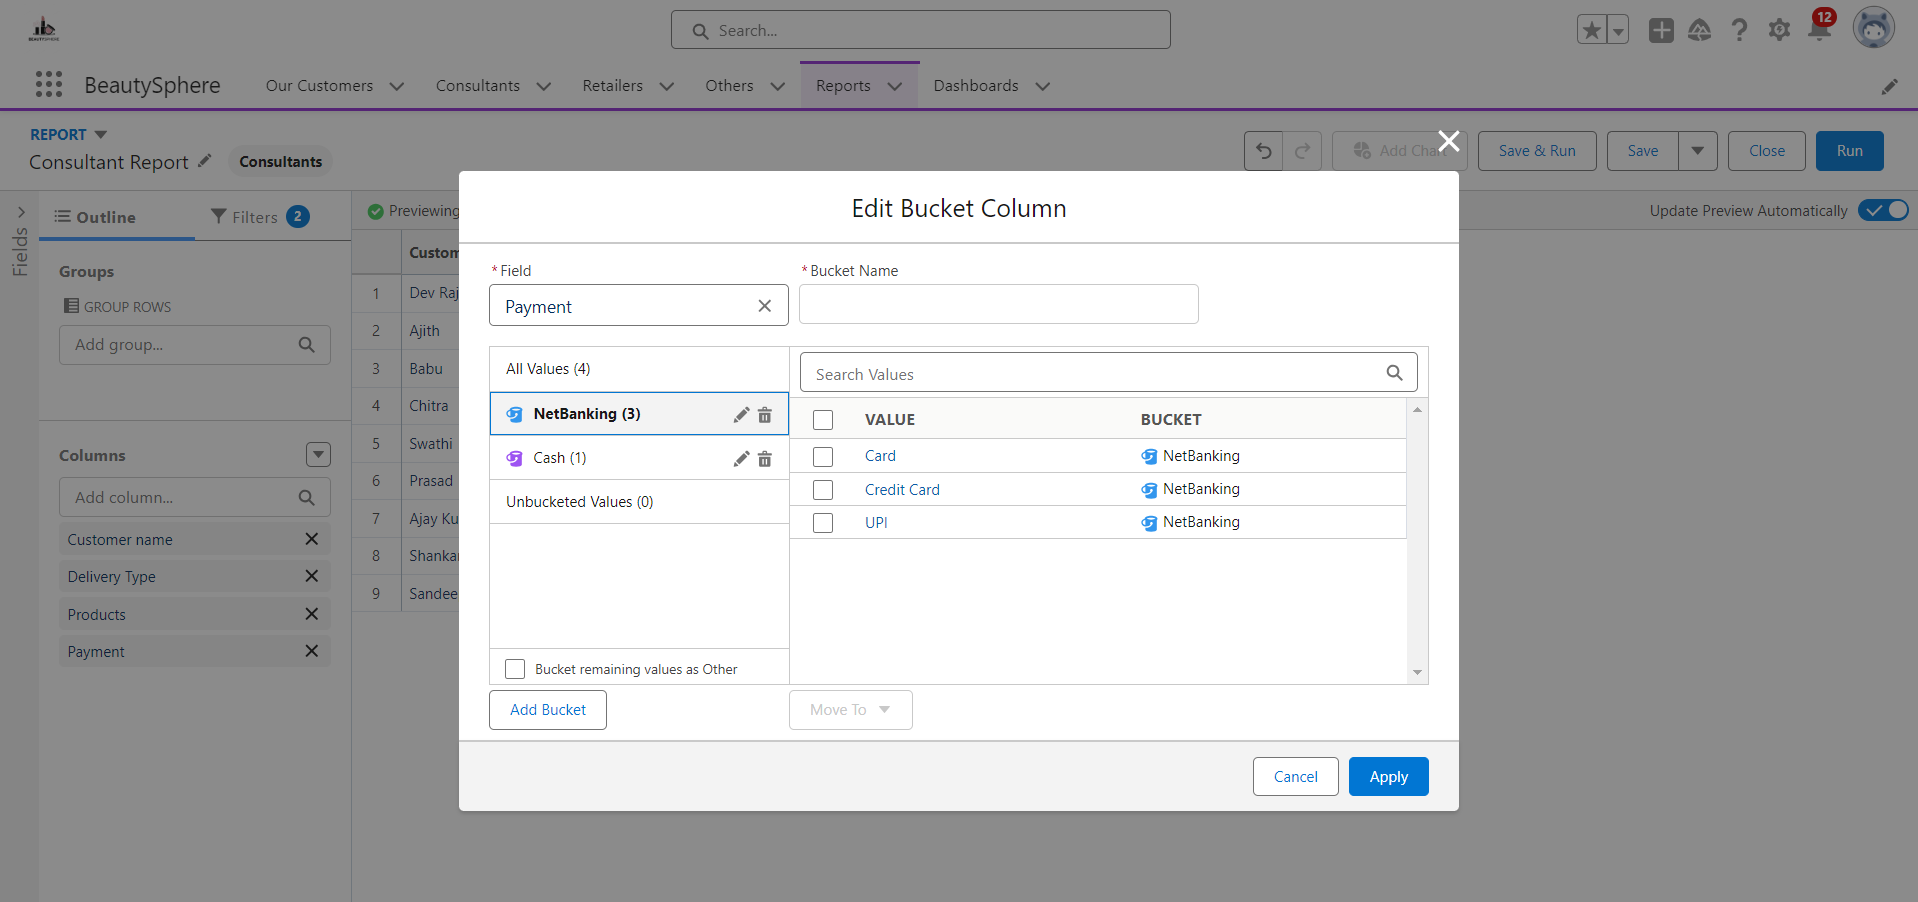 BEAUTYSPHERE
Search...
12
BeautySphere
Our Customers
Consultants
Retailers
Others
Reports
Dashboards
REPORT
Consultant Report
Consultants
Add Chart
Save & Run
Save
Close
Run
Fields
Outline
Filters
2
Previewing
Update Preview Automatically
Groups
GROUP ROWS
Add group...
Columns
Add column...
Customer name
Delivery Type
Products
Payment
Custom
1 Dev Raj
2 Ajith
3 Babu
4 Chitra
5 Swathi
6 Prasad
7 Ajay Ku
8 Shankar
9 Sandee
Edit Bucket Column
*Field
Payment
*Bucket Name
All Values (4)
NetBanking (3)
Cash (1)
Unbucketed Values (0)
Bucket remaining values as Other
Add Bucket
Search Values
VALUE BUCKET
Card NetBanking
Credit Card NetBanking
UPI NetBanking
Move To
Cancel
Apply